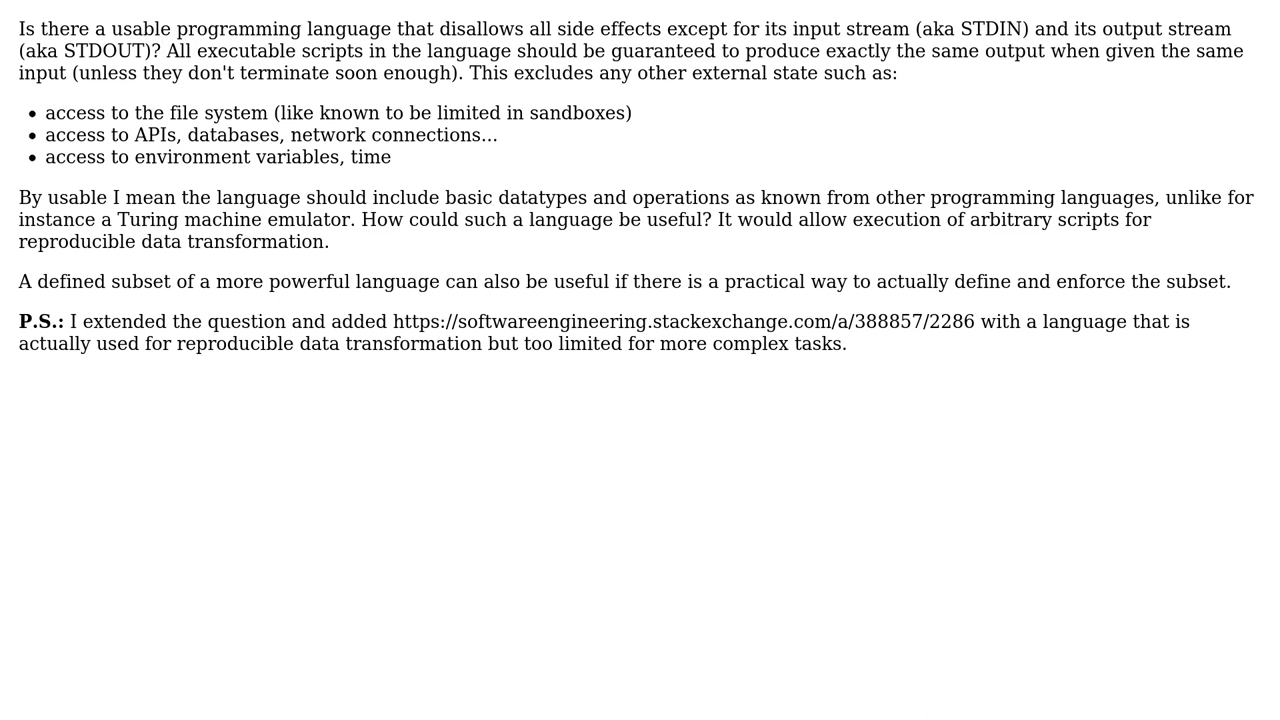 Is there a usable programming language that disallows all side effects except for its input stream (aka STDIN) and its output stream
(aka STDOUT)? All executable scripts in the language should be guaranteed to produce exactly the same output when given the same
input (unless they don't terminate soon enough). This excludes any other external state such as:
• access to the file system (like known to be limited in sandboxes)
• access to APIs, databases, network connections...
• access to environment variables, time
By usable I mean the language should include basic datatypes and operations as known from other programming languages, unlike for
instance a Turing machine emulator. How could such a language be useful? It would allow execution of arbitrary scripts for
reproducible data transformation.
A defined subset of a more powerful language can also be useful if there is a practical way to actually define and enforce the subset.
P.S.: I extended the question and added https://softwareengineering.stackexchange.com/a/388857/2286 with a language that is
actually used for reproducible data transformation but too limited for more complex tasks.